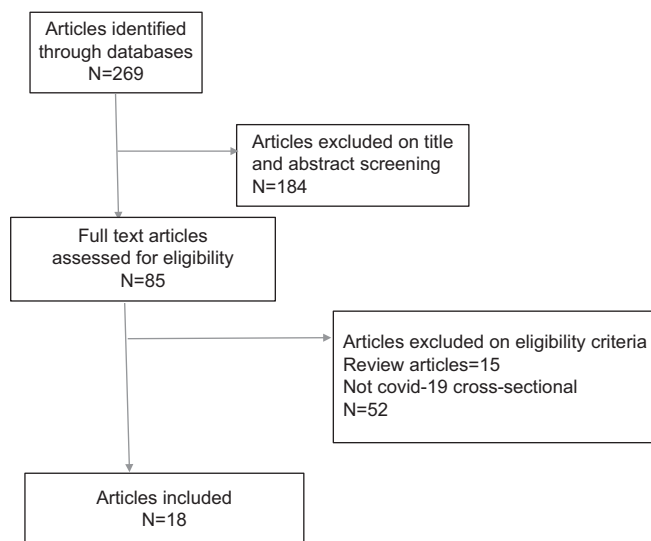 Articles identified
through databases
N=269
Articles excluded on title
and abstract screening
N=184
Full text articles
assessed for eligibility
N=85
Articles excluded on eligibility criteria
Review articles=15
Not covid-19 cross-sectional
N=52
Articles included
N=18